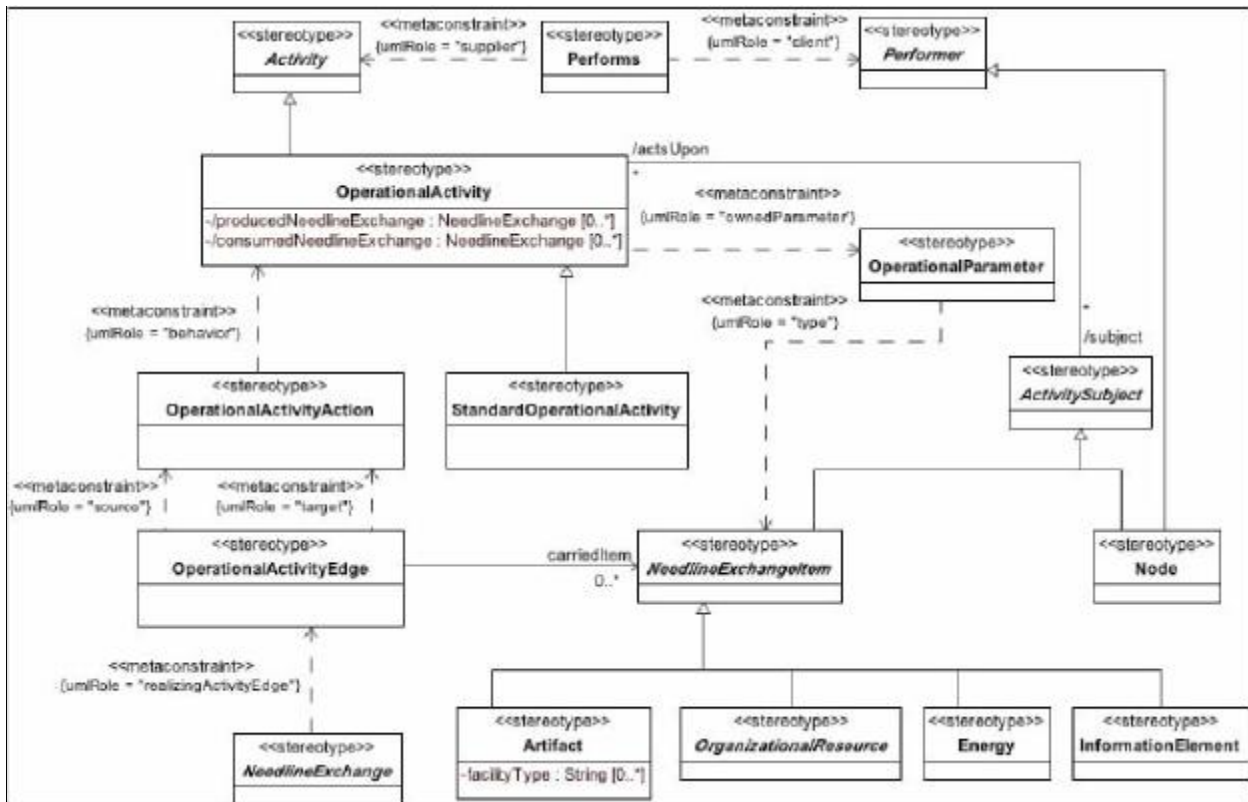 <<metaconstraint>>
<<metaconstraint>>
<<stereotype>>
Activity
{umlRole = "supplier"}
<<stereotype>>
Performs
{umlRole = "client"}
<<stereotype>>
Performer
/actsUpon
*
<<stereotype>>
OperationalActivity
-/producedNeedlineExchange : NeedlineExchange [0..*]
-/consumedNeedlineExchange : NeedlineExchange [0..*]
<<metaconstraint>>
{umlRole = "ownedParameter"}
<<stereotype>>
OperationalParameter
<<metaconstraint>>
{umlRole = "behavior"}
<<metaconstraint>>
{umlRole = "type"}
*
/subject
<<stereotype>>
OperationalActivityAction
<<stereotype>>
StandardOperationalActivity
<<stereotype>>
ActivitySubject
<<metaconstraint>>
{umlRole = "source"}
<<metaconstraint>>
{umlRole = "target"}
<<stereotype>>
OperationalActivityEdge
carriedItem
0..*
<<stereotype>>
NeedlineExchangeItem
<<stereotype>>
Node
<<metaconstraint>>
{umlRole = "realizingActivityEdge"}
<<stereotype>>
NeedlineExchange
<<stereotype>>
Artifact
-facilityType : String [0..*]
<<stereotype>>
OrganizationalResource
<<stereotype>>
Energy
<<stereotype>>
InformationElement